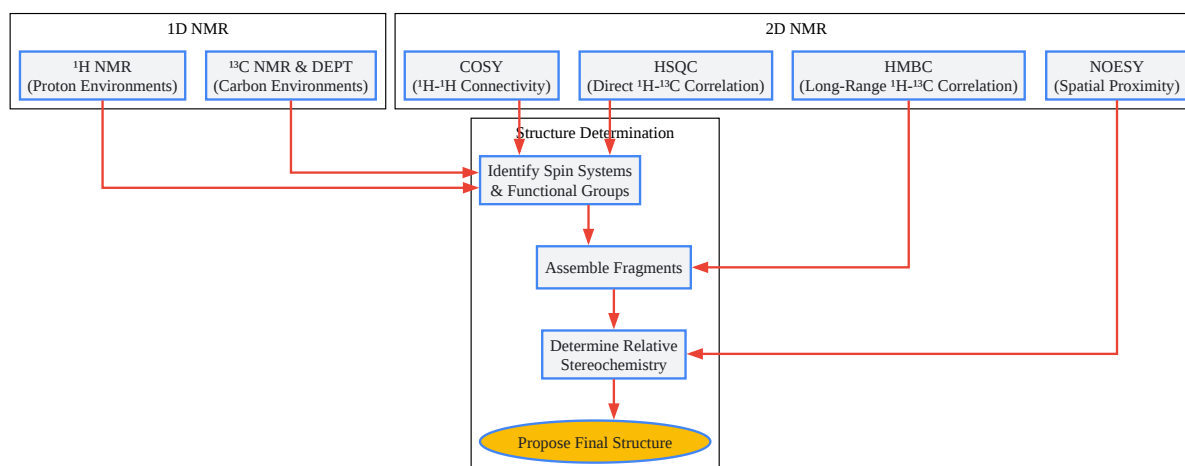 1D NMR
2D NMR
¹H NMR
(Proton Environments)
¹³C NMR & DEPT
(Carbon Environments)
COSY
(¹H-¹H Connectivity)
HSQC
(Direct ¹H-¹³C Correlation)
HMBC
(Long-Range ¹H-¹³C Correlation)
NOESY
(Spatial Proximity)
Structure Determination
Identify Spin Systems
& Functional Groups
Assemble Fragments
Determine Relative
Stereochemistry
Propose Final Structure